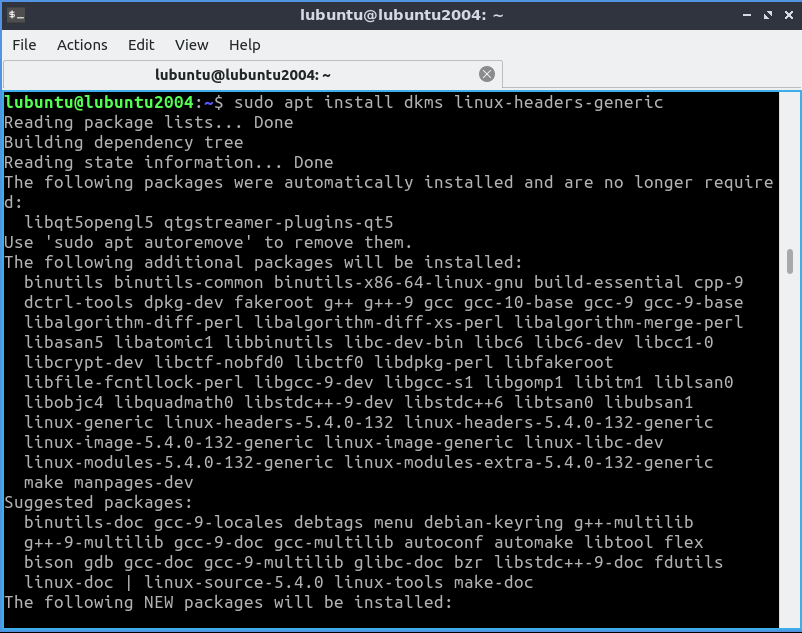 lubuntu@lubuntu2004: ~
File Actions Edit View Help
lubuntu@lubuntu2004: ~
lubuntu@lubuntu2004:~$ sudo apt install dkms linux-headers-generic
Reading package lists... Done
Building dependency tree
Reading state information... Done
The following packages were automatically installed and are no longer require
d:
  libqt5opengl5 qtgstreamer-plugins-qt5
Use 'sudo apt autoremove' to remove them.
The following additional packages will be installed:
  binutils binutils-common binutils-x86-64-linux-gnu build-essential cpp-9
  dctrl-tools dpkg-dev fakeroot g++ g++-9 gcc gcc-10-base gcc-9 gcc-9-base
  libalgorithm-diff-perl libalgorithm-diff-xs-perl libalgorithm-merge-perl
  libasan5 libatomic1 libbinutils libc-dev-bin libc6 libc6-dev libcc1-0
  libcrypt-dev libctf-nobfd0 libctf0 libdpkg-perl libfakeroot
  libfile-fcntllock-perl libgcc-9-dev libgcc-s1 libgomp1 libitm1 liblsan0
  libobjc4 libquadmath0 libstdc++-9-dev libstdc++6 libtsan0 libubsan1
  linux-generic linux-headers-5.4.0-132 linux-headers-5.4.0-132-generic
  linux-image-5.4.0-132-generic linux-image-generic linux-libc-dev
  linux-modules-5.4.0-132-generic linux-modules-extra-5.4.0-132-generic
  make manpages-dev
Suggested packages:
  binutils-doc gcc-9-locales debtags menu debian-keyring g++-multilib
  g++-9-multilib gcc-9-doc gcc-multilib autoconf automake libtool flex
  bison gdb gcc-doc gcc-9-multilib glibc-doc bzr libstdc++-9-doc fdutils
  linux-doc | linux-source-5.4.0 linux-tools make-doc
The following NEW packages will be installed: